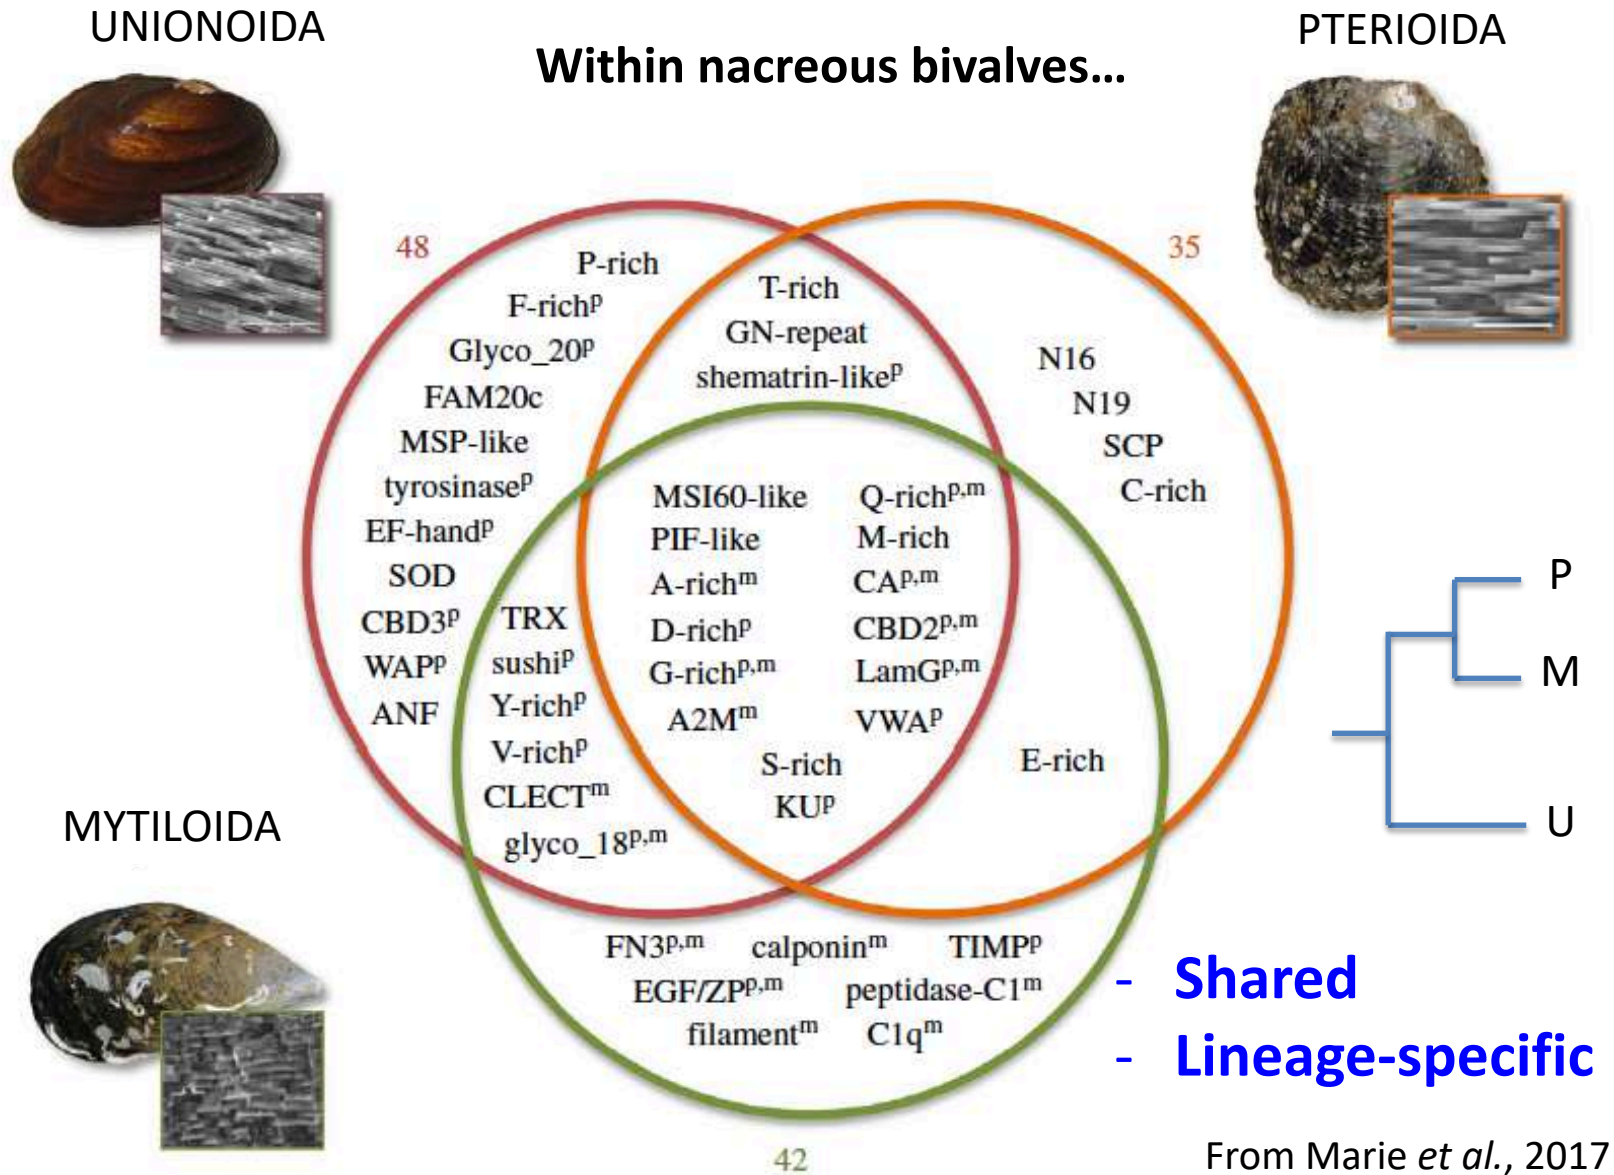 UNIONOIDA
Within nacreous bivalves...
PTERIOIDA
48
35
P-rich
F-richᵖ
Glyco_20ᵖ
FAM20c
MSP-like
tyrosinaseᵖ
EF-handᵖ
SOD
CBD3ᵖ
WAPᵖ
ANF
T-rich
GN-repeat
shematrin-likeᵖ
N16
N19
SCP
C-rich
MSI60-like
PIF-like
A-richᵐ
D-richᵖ
G-richᵖ,ᵐ
A2Mᵐ
Q-richᵖ,ᵐ
M-rich
CAᵖ,ᵐ
CBD2ᵖ,ᵐ
LamGᵖ,ᵐ
VWAᵖ
S-rich
KUᵖ
TRX
sushiᵖ
Y-richᵖ
V-richᵖ
CLECTᵐ
glyco_18ᵖ,ᵐ
E-rich
P
M
U
MYTILOIDA
FN3ᵖ,ᵐ calponinᵐ TIMPᵖ
EGF/ZPᵖ,ᵐ peptidase-C1ᵐ
filamentᵐ C1qᵐ
42
- Shared
- Lineage-specific
From Marie et al., 2017